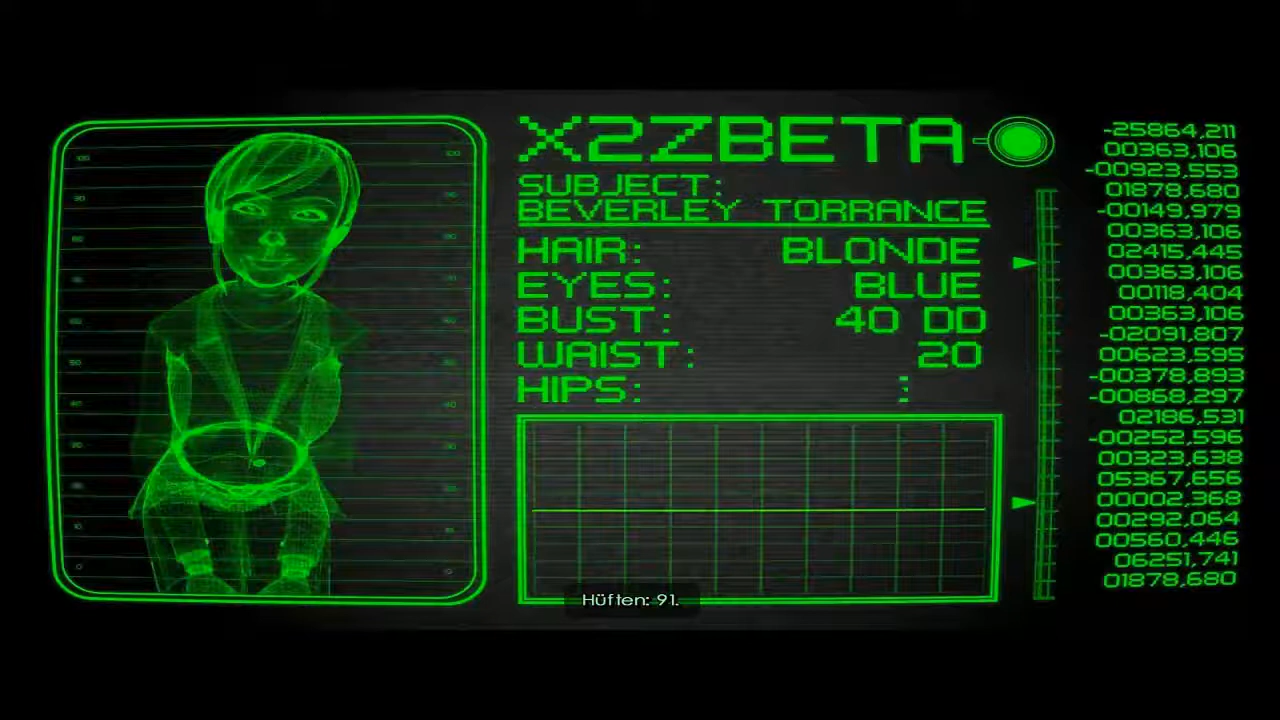 X2ZBETA
SUBJECT:
BEVERLEY TORRANCE
HAIR: BLONDE
EYES: BLUE
BUST: 40 DD
WAIST: 20
HIPS:
Hüften: 91.
-25864,211
00363,106
-00923,553
01878,680
-00149,979
00363,106
02415,445
00363,106
00118,404
00363,106
-02091,807
00623,595
-00378,893
-00868,297
02186,531
-00252,596
00323,638
05367,656
00002,368
00292,064
00560,446
06251,741
01878,680